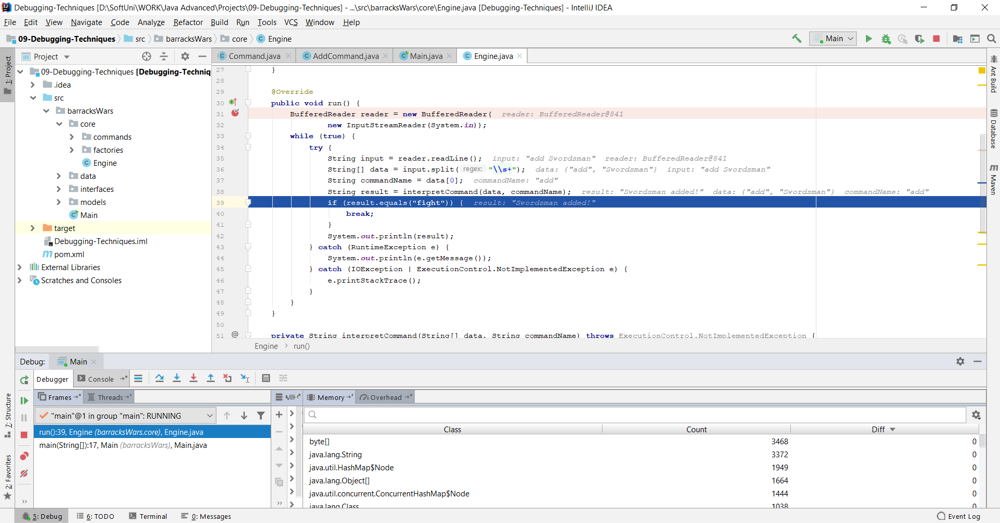 Debugging-Techniques [D:\SoftUni\WORK\Java Advanced\Projects\09-Debugging-Techniques] - ...\src\barracksWars\core\Engine.java [Debugging-Techniques] - IntelliJ IDEA
File Edit View Navigate Code Analyze Refactor Build Run Tools VCS Window Help
09-Debugging-Techniques src barracksWars core Engine Main
1: Project
Project
Command.java AddCommand.java Main.java Engine.java
09-Debugging-Techniques [Debugging-Techniq
.idea
src
barracksWars
core
commands
factories
Engine
data
interfaces
models
Main
target
Debugging-Techniques.iml
pom.xml
External Libraries
Scratches and Consoles
27 }
28
29 @Override
30 public void run() {
31 BufferedReader reader = new BufferedReader( reader: BufferedReader@841
32 new InputStreamReader(System.in));
33 while (true) {
34 try {
35 String input = reader.readLine(); input: "add Swordsman" reader: BufferedReader@841
36 String[] data = input.split( regex: "\\s+"); data: {"add", "Swordsman"} input: "add Swordsman"
37 String commandName = data[0]; commandName: "add"
38 String result = interpretCommand(data, commandName); result: "Swordsman added!" data: {"add", "Swordsman"} commandName: "add"
39 if (result.equals("fight")) { result: "Swordsman added!"
40 break;
41 }
42 System.out.println(result);
43 } catch (RuntimeException e) {
44 System.out.println(e.getMessage());
45 } catch (IOException | ExecutionControl.NotImplementedException e) {
46 e.printStackTrace();
47 }
48 }
49 }
50
51 @ private String interpretCommand(String[] data, String commandName) throws ExecutionControl.NotImplementedException {
Engine run()
Ant Build
Database
Maven
Debug: Main
Debugger Console
Frames Threads Memory Overhead
"main"@1 in group "main": RUNNING
run():39, Engine (barracksWars.core), Engine.java
main(String[]):17, Main (barracksWars), Main.java
Class Count Diff
byte[] 3468 0
java.lang.String 3372 0
java.util.HashMap$Node 1949 0
java.lang.Object[] 1664 0
java.util.concurrent.ConcurrentHashMap$Node 1444 0
java.lang.Class 1038 0
7: Structure
2: Favorites
5: Debug 6: TODO Terminal 0: Messages Event Log